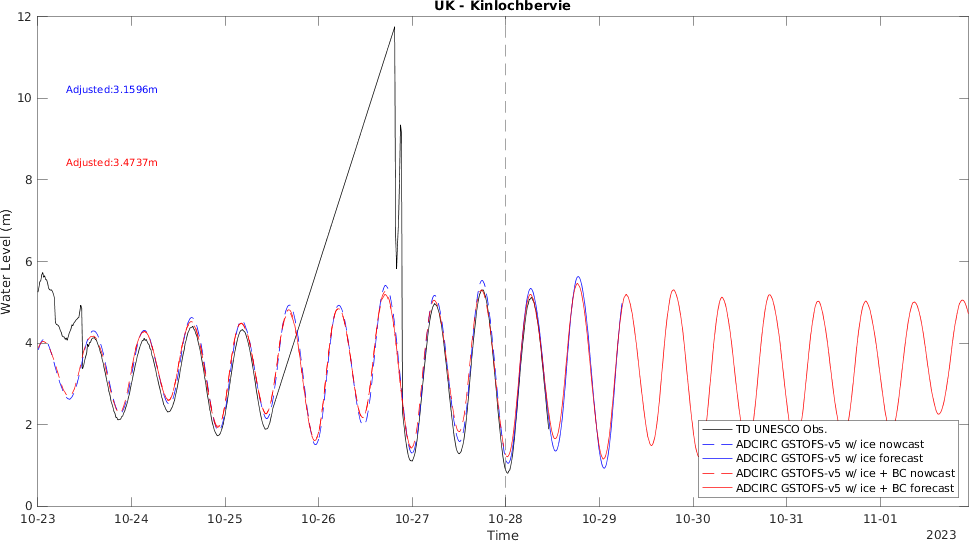 UK - Kinlochbervie
12
10
8
6
4
2
0
Water Level (m)
Adjusted:3.1596m
Adjusted:3.4737m
TD UNESCO Obs.
ADCIRC GSTOFS-v5 w/ ice nowcast
ADCIRC GSTOFS-v5 w/ ice forecast
ADCIRC GSTOFS-v5 w/ ice + BC nowcast
ADCIRC GSTOFS-v5 w/ ice + BC forecast
10-23 10-24 10-25 10-26 10-27 10-28 10-29 10-30 10-31 11-01
Time
2023